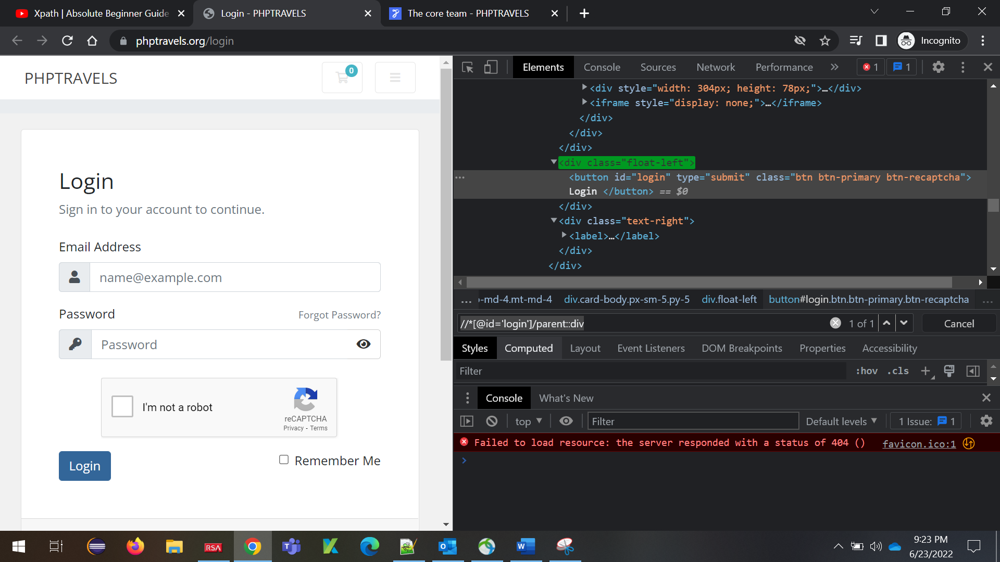 Xpath | Absolute Beginner Guide
Login - PHPTRAVELS
The core team - PHPTRAVELS
phptravels.org/login
Incognito
PHPTRAVELS
0
Login
Sign in to your account to continue.
Email Address
name@example.com
Password
Forgot Password?
Password
I'm not a robot
reCAPTCHA
Privacy - Terms
Login
Remember Me
Elements
Console
Sources
Network
Performance
1
1
<div style="width: 304px; height: 78px;">…</div>
<iframe style="display: none;">…</iframe>
</div>
</div>
</div>
<div class="float-left">
<button id="login" type="submit" class="btn btn-primary btn-recaptcha">
Login </button> == $0
</div>
<div class="text-right">
<label>…</label>
</div>
</div>
... -md-4.mt-md-4 div.card-body.px-sm-5.py-5 div.float-left button#login.btn.btn-primary.btn-recaptcha ...
//*[@id='login']/parent::div
1 of 1
Cancel
Styles
Computed
Layout
Event Listeners
DOM Breakpoints
Properties
Accessibility
Filter
:hov
.cls
Console
What's New
top
Filter
Default levels
1 Issue: 1
Failed to load resource: the server responded with a status of 404 ()
favicon.ico:1
RSA
9:23 PM
6/23/2022